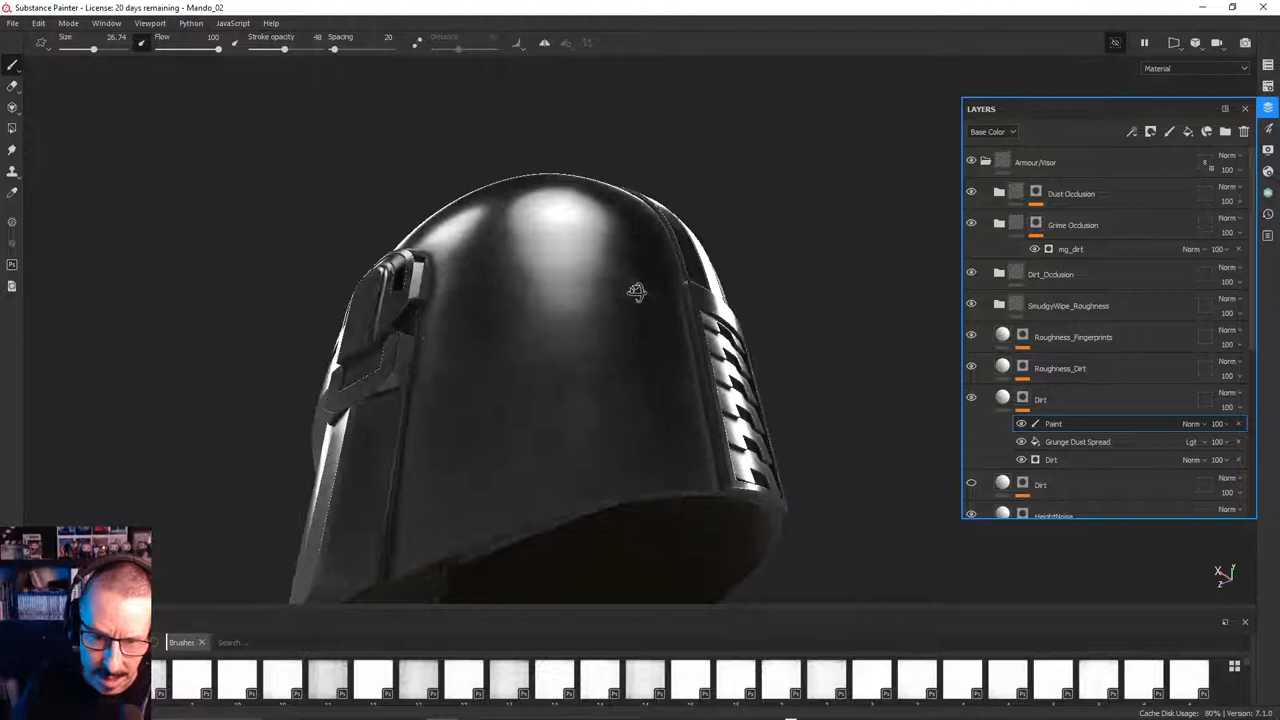 Substance Painter - License: 20 days remaining - Mando_02
File Edit Mode Window Viewport Python JavaScript Help
Size 26.74 Flow 100 Stroke opacity 48 Spacing 20 Distance
Material
LAYERS
Base Color
Armour/Visor Norm 100
Dust Occlusion Norm 100
Grime Occlusion Norm 100
mg_dirt Norm 100
Dirt_Occlusion Norm 100
SmudgyWipe_Roughness Norm 100
Roughness_Fingerprints Norm 100
Roughness_Dirt Norm 100
Dirt Norm 100
Paint Norm 100
Grunge Dust Spread Lgt 100
Dirt Norm 100
Dirt Norm 100
HeightNoise Norm
X Y Z
Brushes Search...
Cache Disk Usage: 80% | Version: 7.1.0